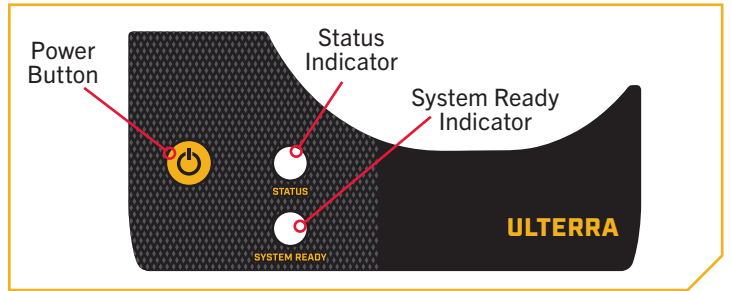 Power
Button
Status
Indicator
System Ready
Indicator
STATUS
SYSTEM READY
ULTERRA